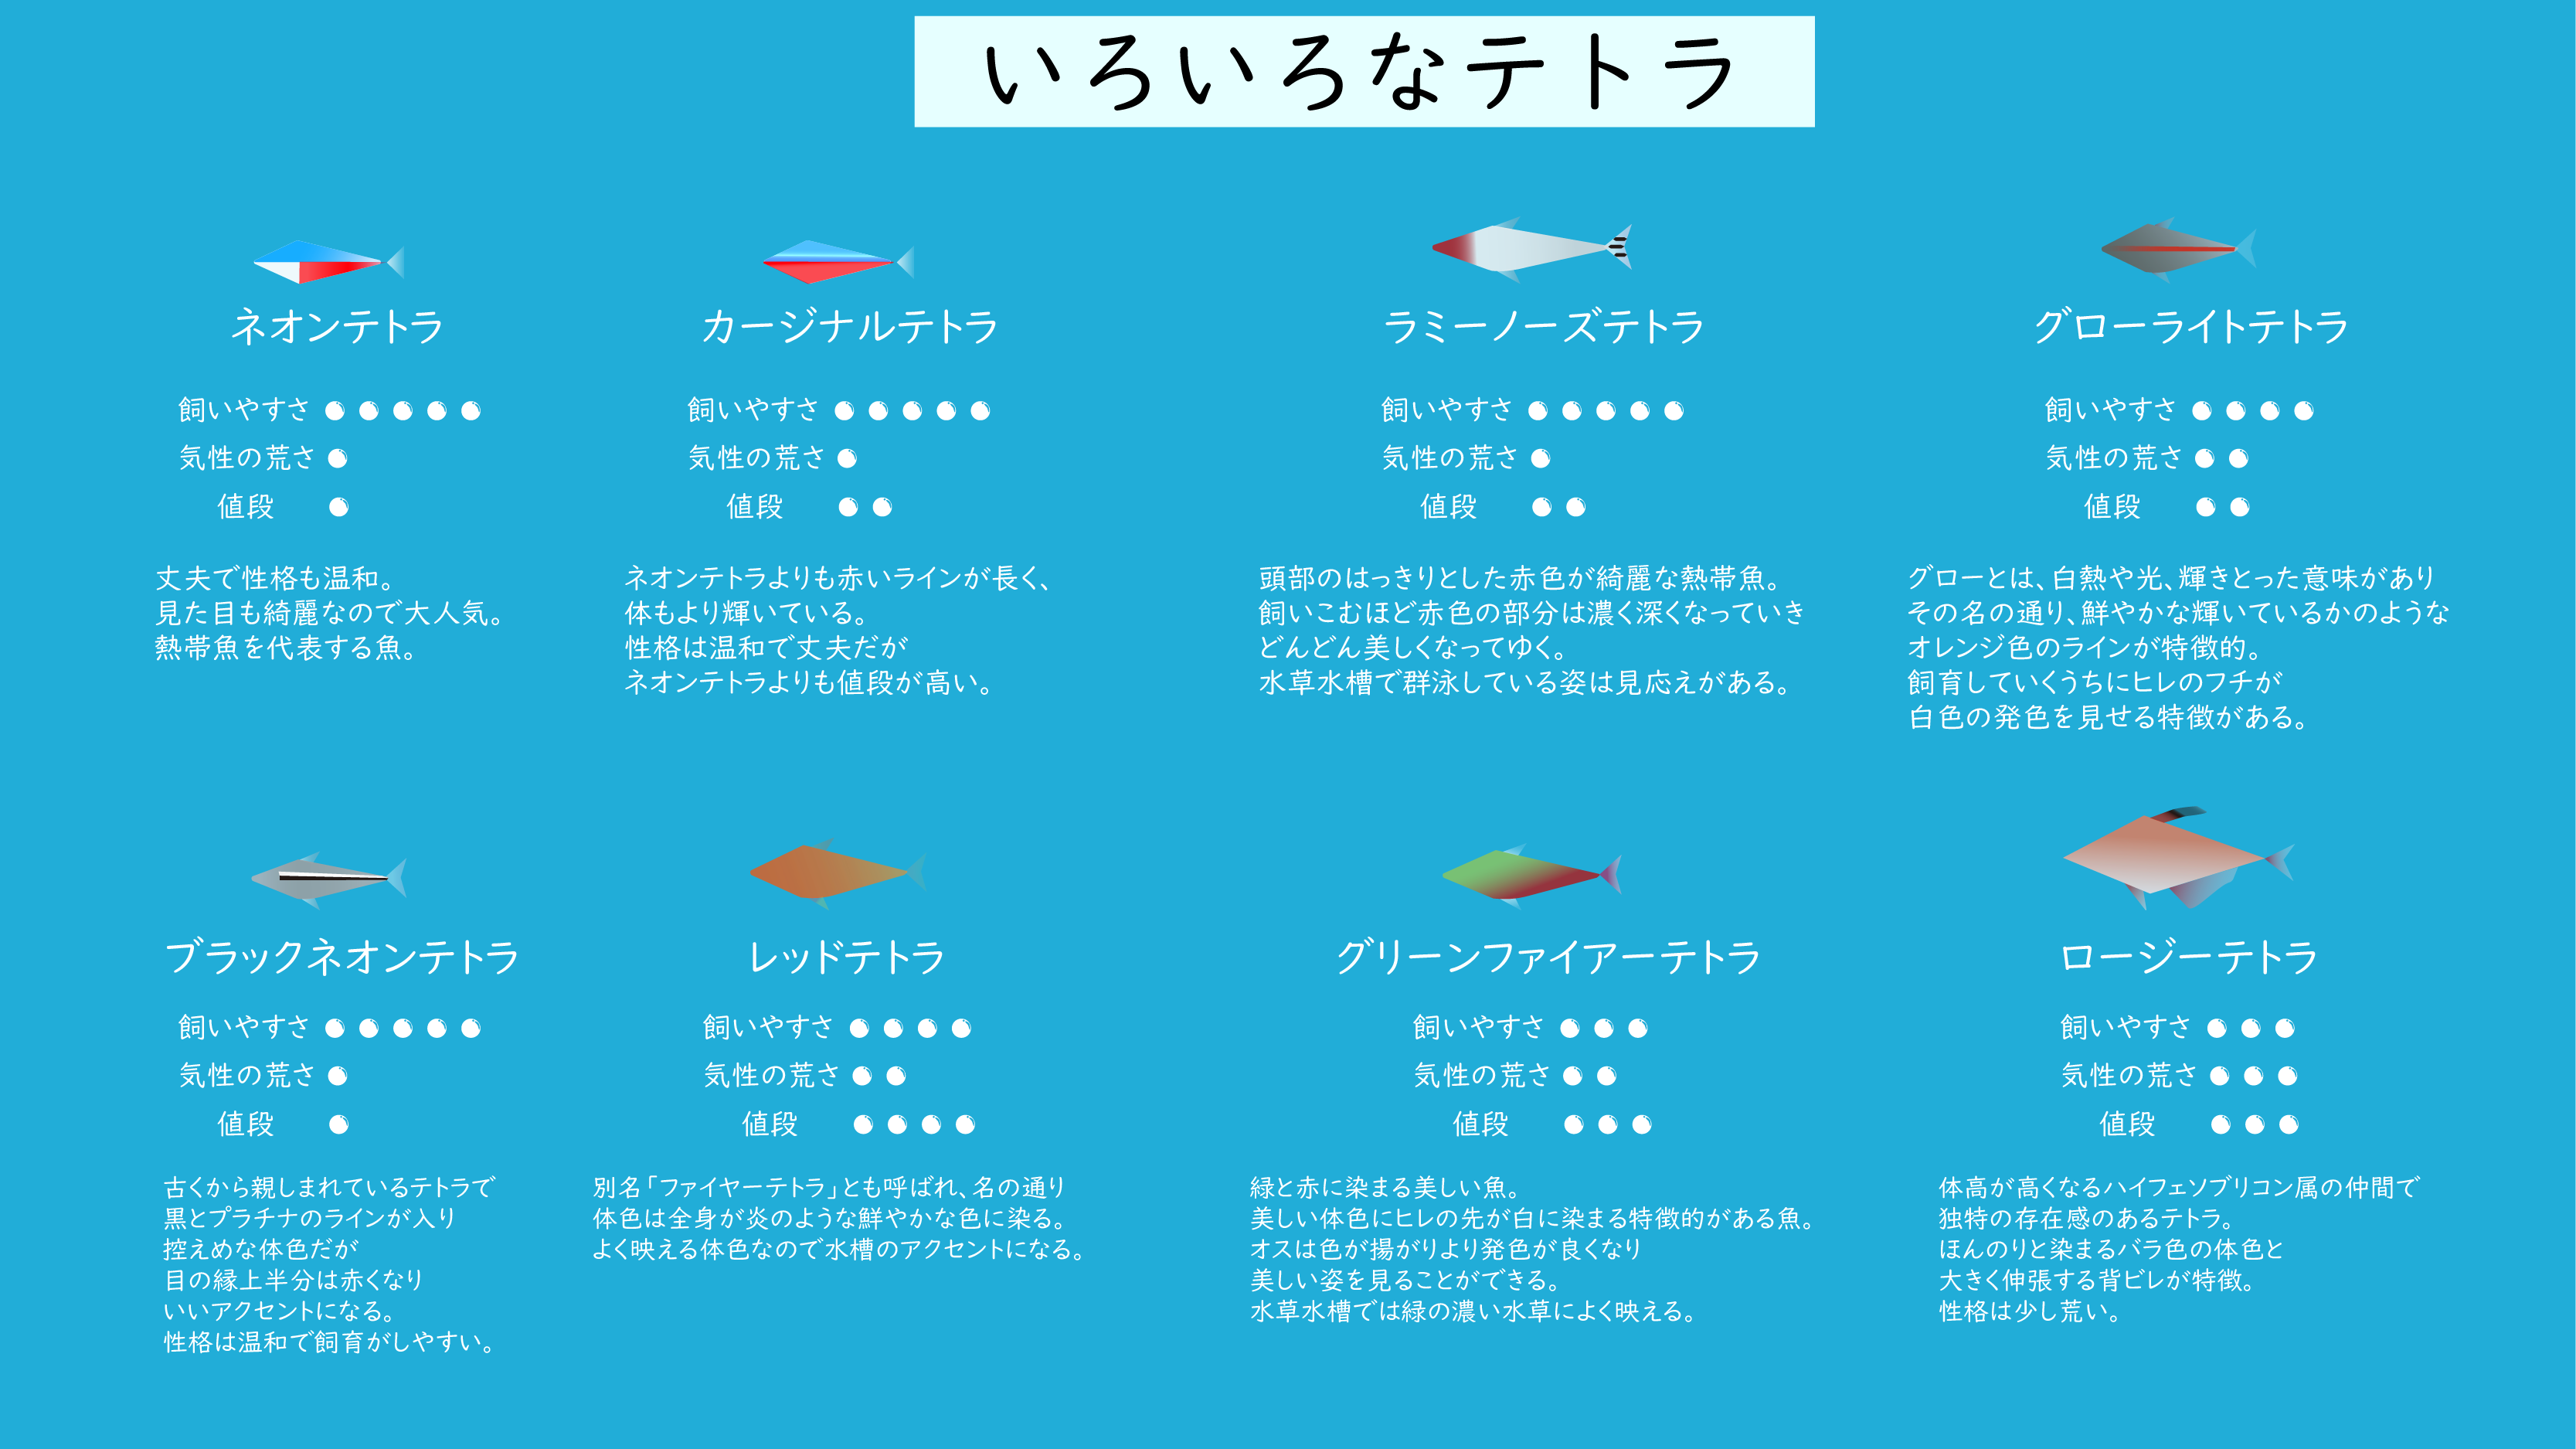 いろいろなテトラ
ネオンテトラ
飼いやすさ
気性の荒さ
値段
丈夫で性格も温和。
見た目も綺麗なので大人気。
熱帯魚を代表する魚。
カージナルテトラ
飼いやすさ
気性の荒さ
値段
ネオンテトラよりも赤いラインが長く、
体もより輝いている。
性格は温和で丈夫だが
ネオンテトラよりも値段が高い。
ラミーノーズテトラ
飼いやすさ
気性の荒さ
値段
頭部のはっきりとした赤色が綺麗な熱帯魚。
飼いこむほど赤色の部分は濃く深くなっていき
どんどん美しくなってゆく。
水草水槽で群泳している姿は見応えがある。
グローライトテトラ
飼いやすさ
気性の荒さ
値段
グローとは、白熱や光、輝きとった意味があり
その名の通り、鮮やかな輝いているかのような
オレンジ色のラインが特徴的。
飼育していくうちにヒレのフチが
白色の発色を見せる特徴がある。
ブラックネオンテトラ
飼いやすさ
気性の荒さ
値段
古くから親しまれているテトラで
黒とプラチナのラインが入り
控えめな体色だが
目の縁上半分は赤くなり
いいアクセントになる。
性格は温和で飼育がしやすい。
レッドテトラ
飼いやすさ
気性の荒さ
値段
別名「ファイヤーテトラ」とも呼ばれ、名の通り
体色は全身が炎のような鮮やかな色に染る。
よく映える体色なので水槽のアクセントになる。
グリーンファイアーテトラ
飼いやすさ
気性の荒さ
値段
緑と赤に染まる美しい魚。
美しい体色にヒレの先が白に染まる特徴的がある魚。
オスは色が揚がりより発色が良くなり
美しい姿を見ることができる。
水草水槽では緑の濃い水草によく映える。
ロージーテトラ
飼いやすさ
気性の荒さ
値段
体高が高くなるハイフェソブリコン属の仲間で
独特の存在感のあるテトラ。
ほんのりと染まるバラ色の体色と
大きく伸張する背ビレが特徴。
性格は少し荒い。